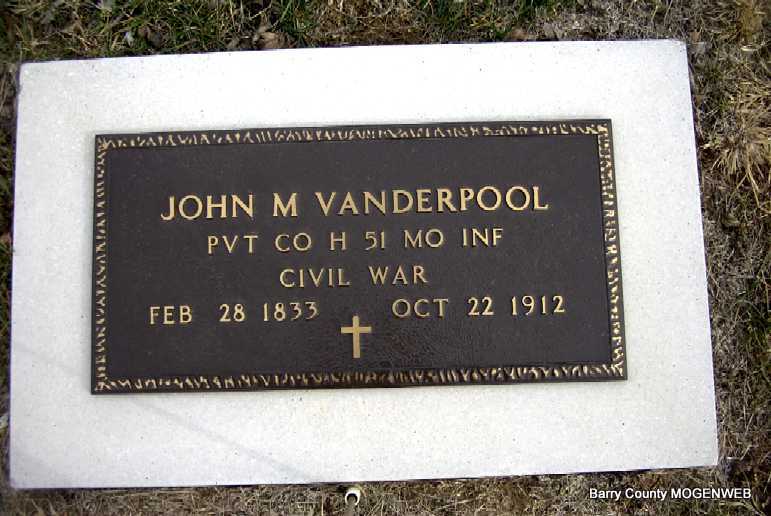 JOHN M VANDERPOOL
PVT CO H 51 MO INF
CIVIL WAR
FEB 28 1833 OCT 22 1912
Barry County MOGENWEB